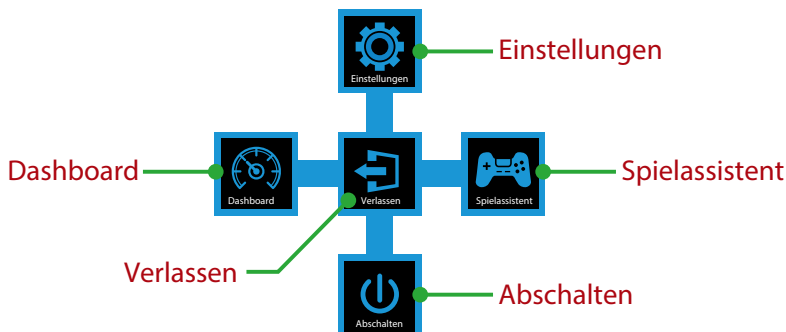 Einstellungen
Einstellungen
Dashboard
Dashboard
Verlassen
Spielassistent
Spielassistent
Verlassen
Abschalten
Abschalten